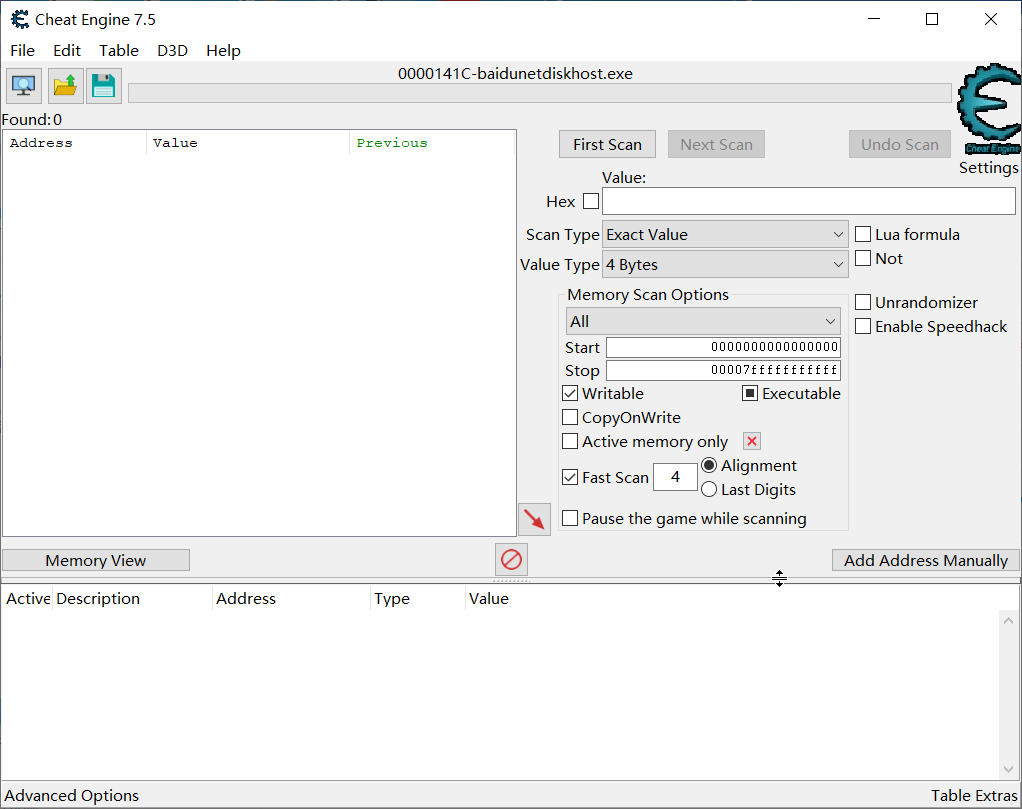 Cheat Engine 7.5
File Edit Table D3D Help
0000141C-baidunetdiskhost.exe
Found: 0
Cheat Engine
Settings
Address Value Previous
First Scan Next Scan Undo Scan
Value:
Hex
Scan Type Exact Value
Lua formula
Value Type 4 Bytes
Not
Memory Scan Options
All
Unrandomizer
Enable Speedhack
Start 0000000000000000
Stop 00007fffffffffff
Writable Executable
CopyOnWrite
Active memory only
Fast Scan 4 Alignment
Last Digits
Pause the game while scanning
Memory View Add Address Manually
Active Description Address Type Value
Advanced Options Table Extras